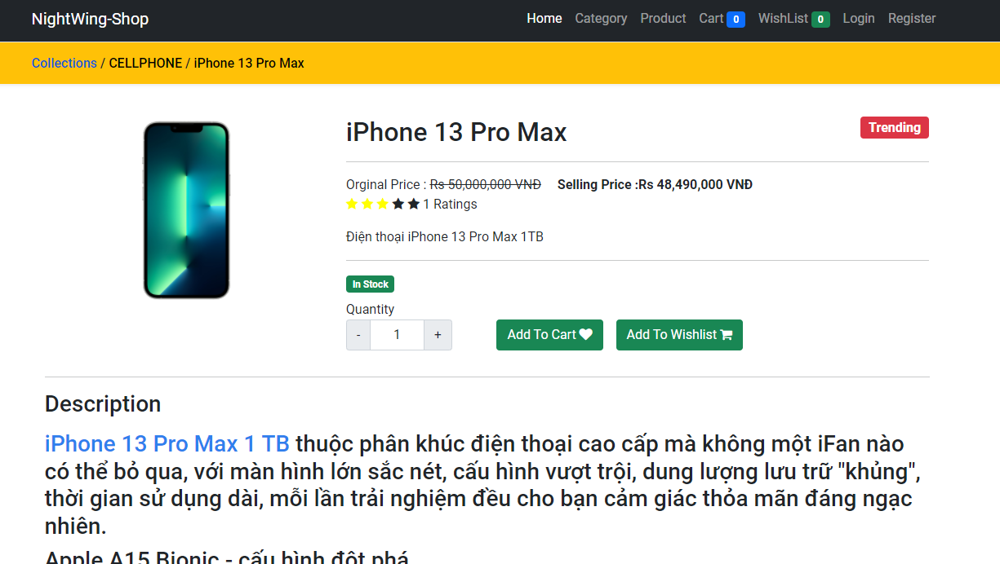 NightWing-Shop
Home Category Product Cart 0 WishList 0 Login Register
Collections / CELLPHONE / iPhone 13 Pro Max
iPhone 13 Pro Max
Trending
Orginal Price : Rs 50,000,000 VNĐ Selling Price :Rs 48,490,000 VNĐ
1 Ratings
Điện thoại iPhone 13 Pro Max 1TB
In Stock
Quantity
- 1 +
Add To Cart
Add To Wishlist
Description
iPhone 13 Pro Max 1 TB thuộc phân khúc điện thoại cao cấp mà không một iFan nào
có thể bỏ qua, với màn hình lớn sắc nét, cấu hình vượt trội, dung lượng lưu trữ "khủng",
thời gian sử dụng dài, mỗi lần trải nghiệm đều cho bạn cảm giác thỏa mãn đáng ngạc
nhiên.
Apple A15 Bionic - cấu hình đột phá